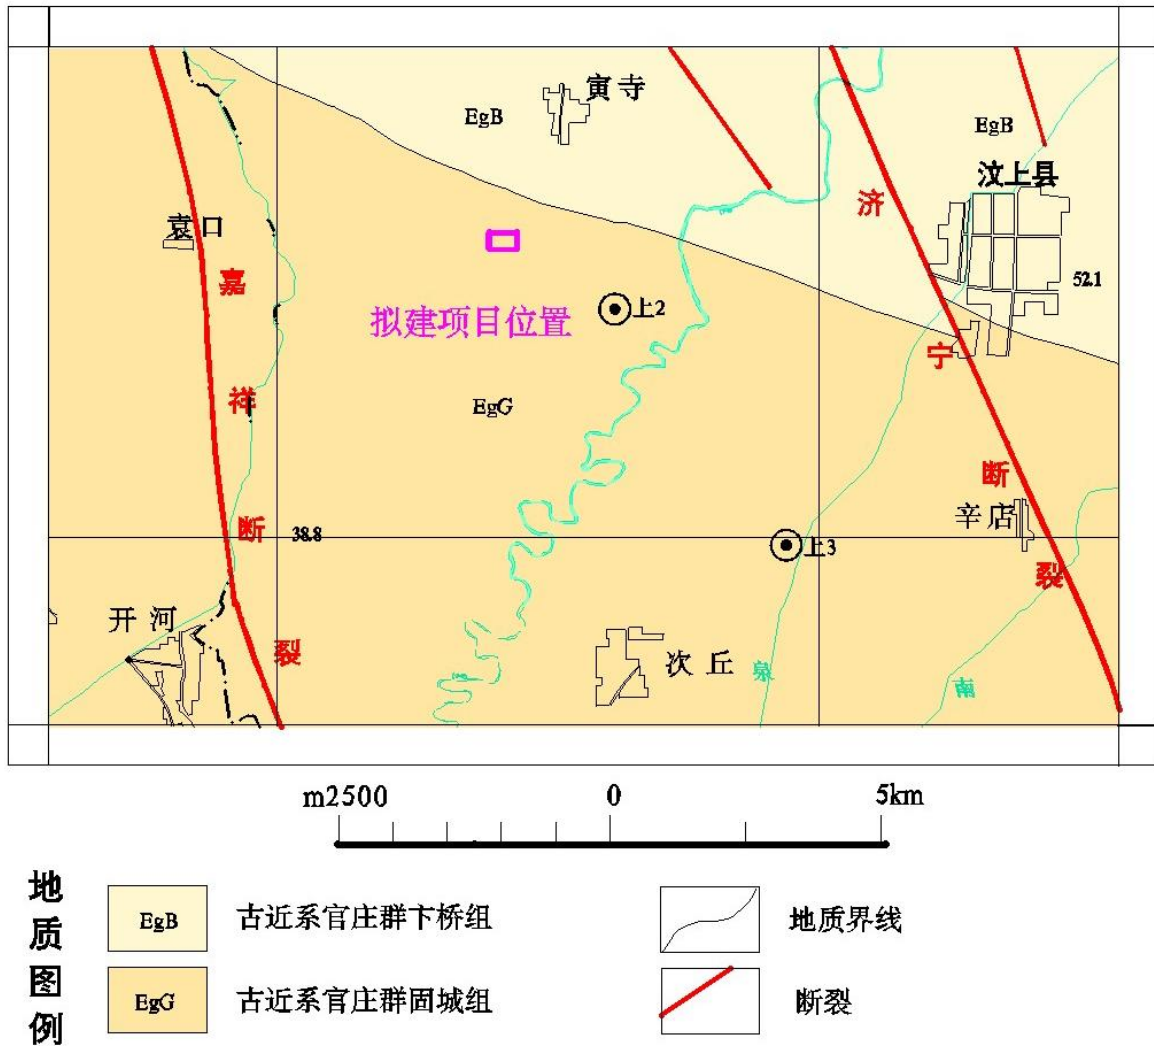 寅寺
EgB
EgB
汶上县
济
袁口
嘉
52.1
上2
拟建项目位置
宁
祥
EgG
断
辛店
断
38.8
上3
裂
开河
裂
次丘
泉
南
m2500 0 5km
地质图例
EgB 古近系官庄群卞桥组
地质界线
EgG 古近系官庄群固城组
断裂